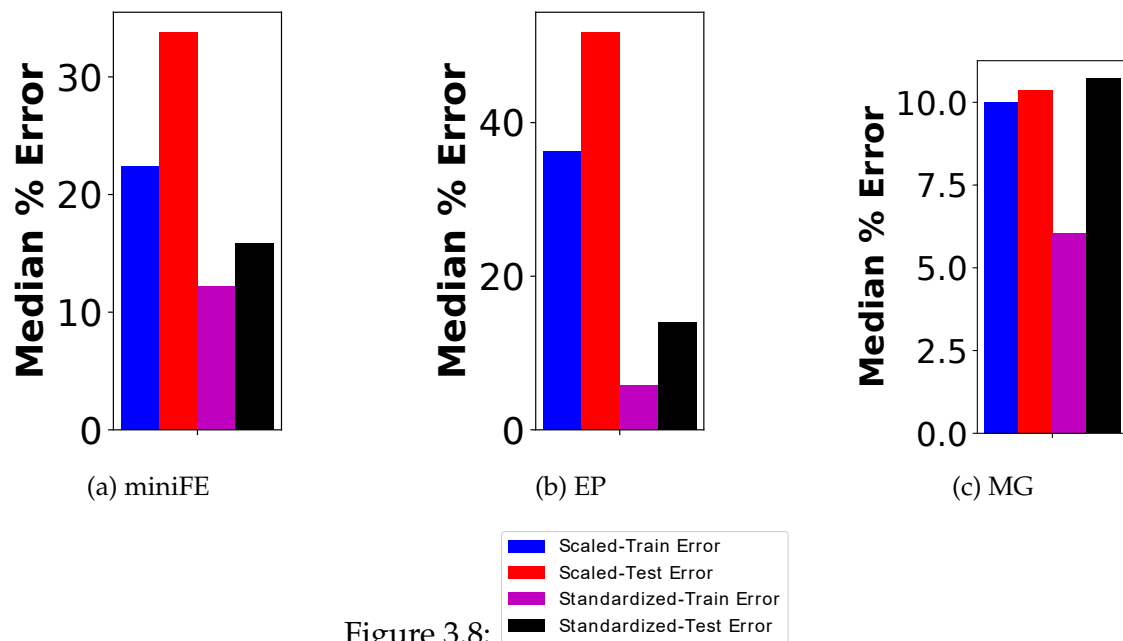 Median % Error
30
20
10
0
(a) miniFE
Median % Error
40
20
0
(b) EP
Median % Error
10.0
7.5
5.0
2.5
0.0
(c) MG
Figure 3.8:
Scaled-Train Error
Scaled-Test Error
Standardized-Train Error
Standardized-Test Error